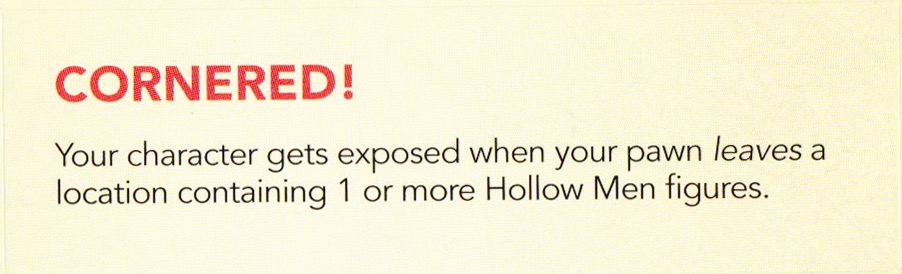 CORNERED!
Your character gets exposed when your pawn leaves a
location containing 1 or more Hollow Men figures.